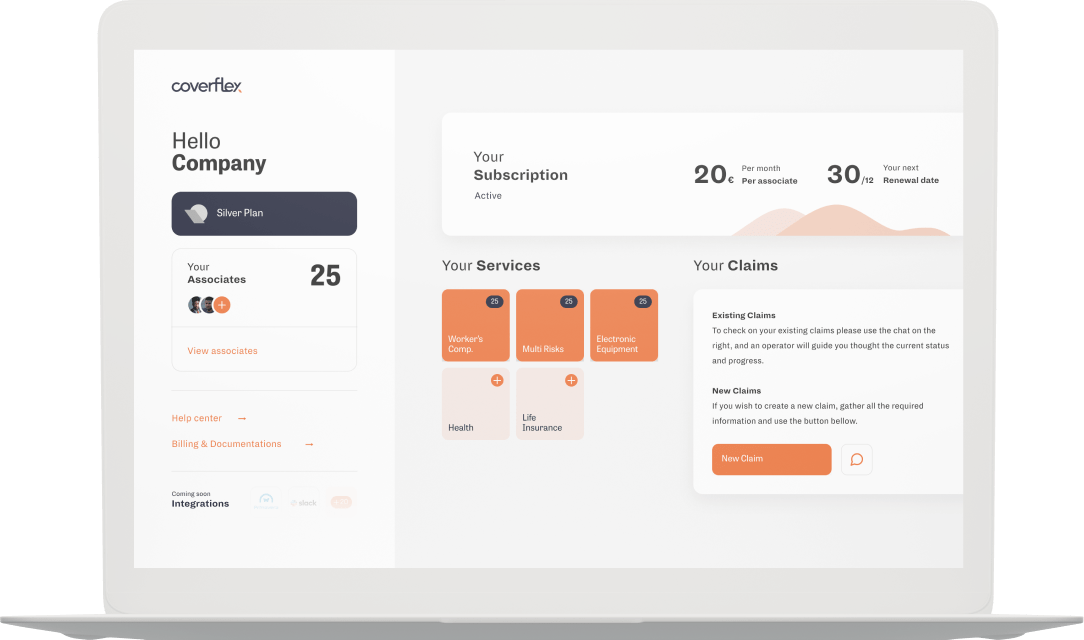 coverflex
Hello
Company
Silver Plan
Your
Associates
25
View associates
Help center →
Billing & Documentations →
Coming soon
Integrations
slack
Your
Subscription
Active
20€
Per month
Per associate
30/12
Your next
Renewal date
Your Services
25
Worker's
Comp.
25
Multi Risks
25
Electronic
Equipment
Health
Life
Insurance
Your Claims
Existing Claims
To check on your existing claims please use the chat on the
right, and an operator will guide you thought the current status
and progress.
New Claims
If you wish to create a new claim, gather all the required
information and use the button bellow.
New Claim